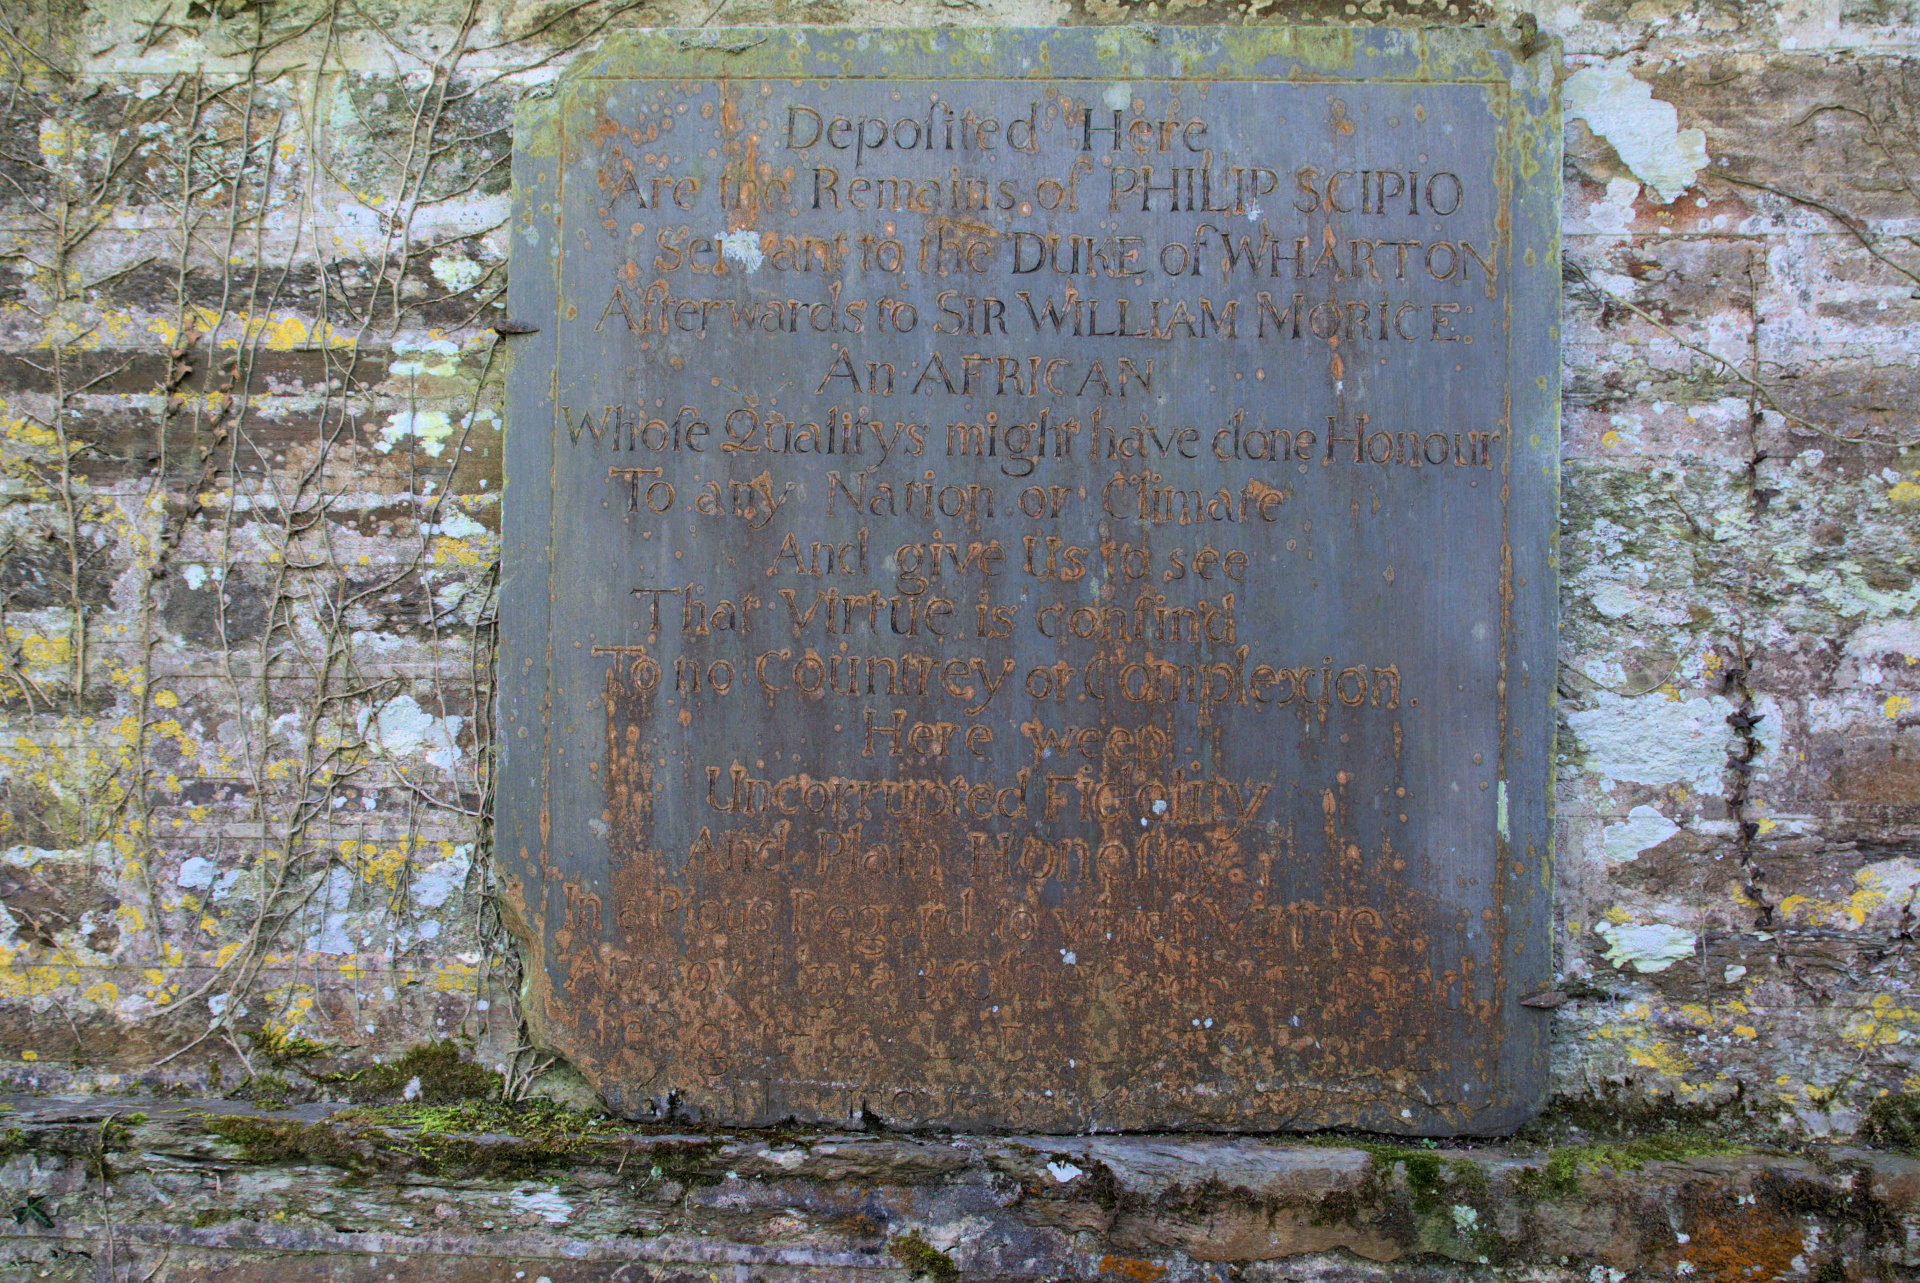 Depoſited Here
Are the Remains of PHILIP SCIPIO
Servant to the DUKE of WHARTON
Afterwards to SIR WILLIAM MORICE:
An AFRICAN
Whoſe Qualitys might have done Honour
To any Nation or Climate
And give Us to see
That Virtue is confind
To no Countrey or Complexion.
Here weep
Uncorrupted Fidelity
And Plain Honeſty
In a Pious Regard to which Virtues